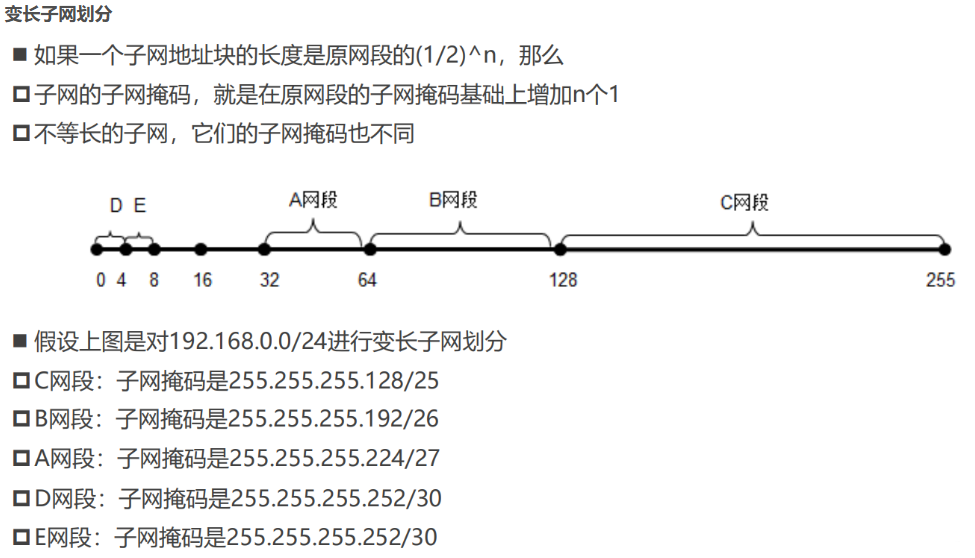 变长子网划分
■ 如果一个子网地址块的长度是原网段的(1/2)^n，那么
□ 子网的子网掩码，就是在原网段的子网掩码基础上增加n个1
□ 不等长的子网，它们的子网掩码也不同
D E A网段 B网段 C网段
0 4 8 16 32 64 128 255
■ 假设上图是对192.168.0.0/24进行变长子网划分
□ C网段：子网掩码是255.255.255.128/25
□ B网段：子网掩码是255.255.255.192/26
□ A网段：子网掩码是255.255.255.224/27
□ D网段：子网掩码是255.255.255.252/30
□ E网段：子网掩码是255.255.255.252/30